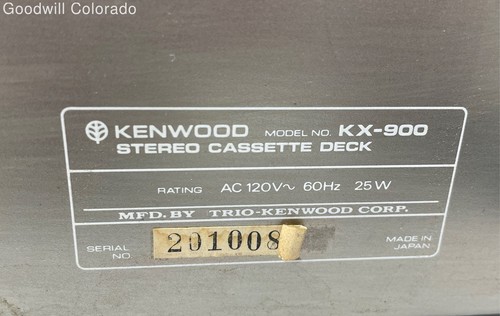 Goodwill Colorado
KENWOOD MODEL NO. KX-900
STEREO CASSETTE DECK
RATING AC 120V~ 60Hz 25W
MFD. BY TRIO-KENWOOD CORP.
SERIAL NO. 201008 MADE IN JAPAN